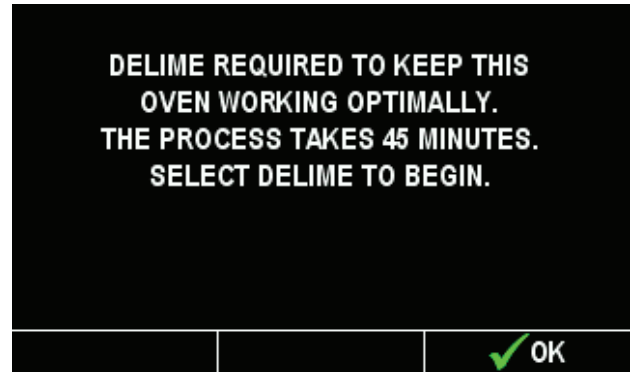 DELIME REQUIRED TO KEEP THIS
OVEN WORKING OPTIMALLY.
THE PROCESS TAKES 45 MINUTES.
SELECT DELIME TO BEGIN.
OK